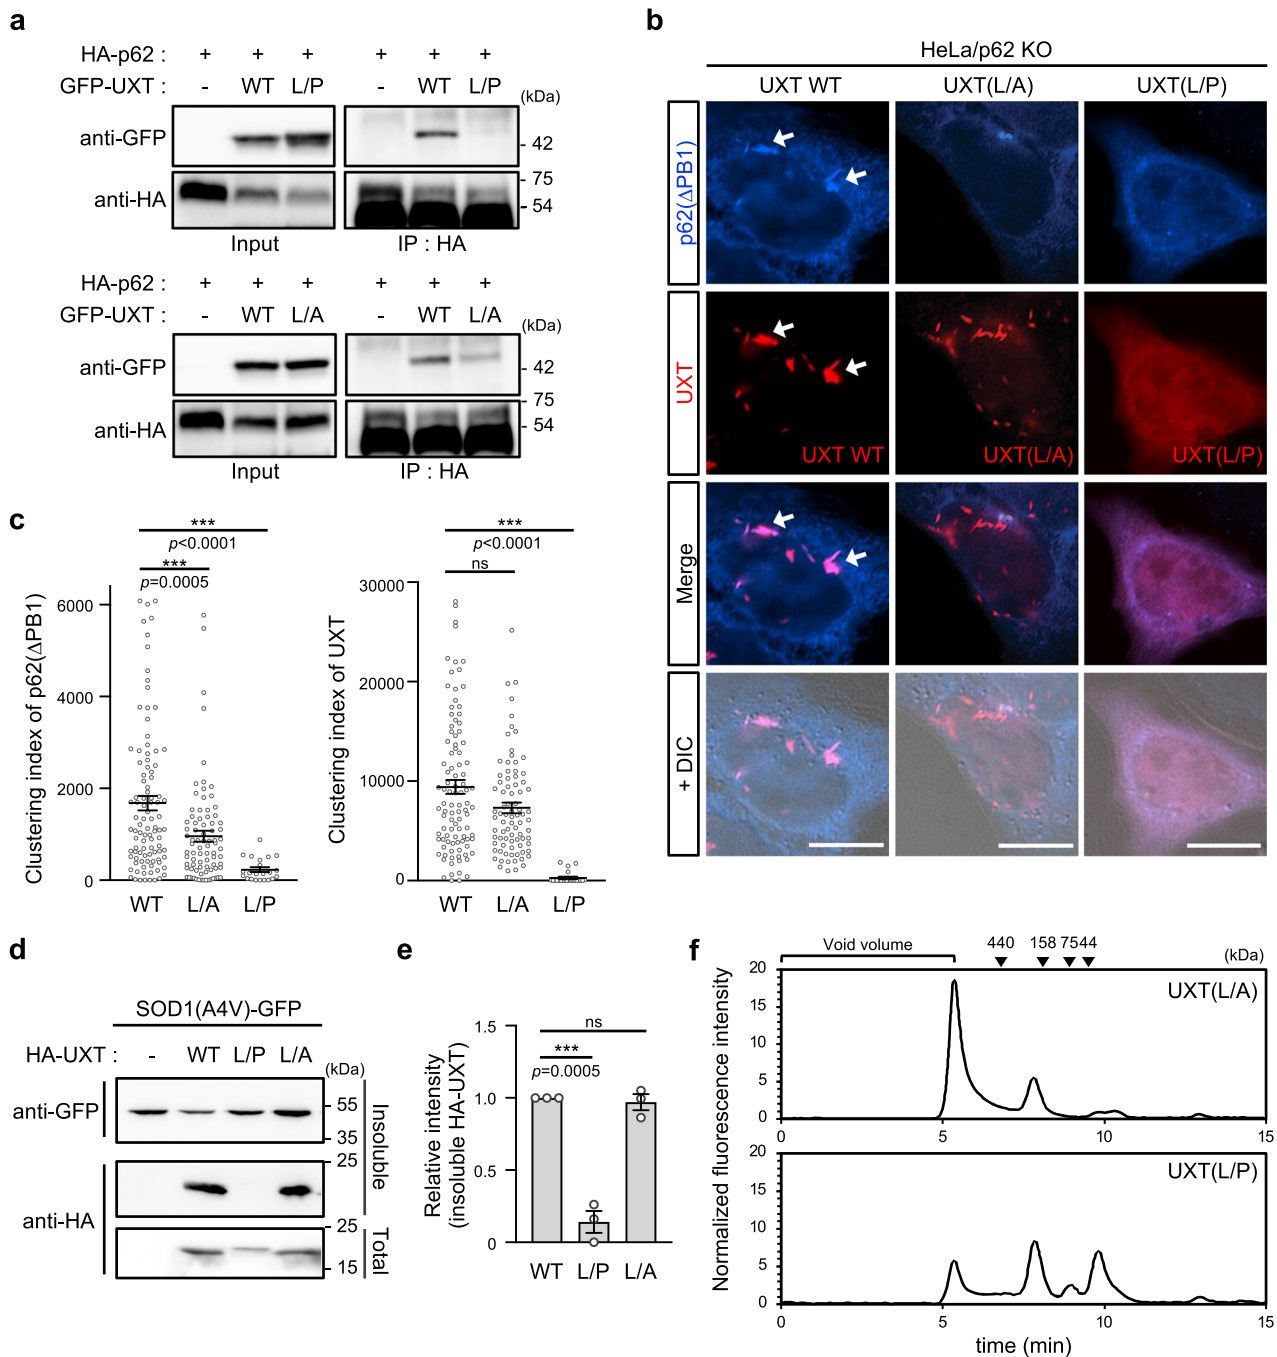 a
HA-p62 : + + + + + +
GFP-UXT : - WT L/P - WT L/P
(kDa)
anti-GFP
- 42
anti-HA
75
- 54
Input IP : HA
HA-p62 : + + + + + +
GFP-UXT : - WT L/A - WT L/A
(kDa)
anti-GFP
- 42
anti-HA
75
- 54
Input IP : HA
b
HeLa/p62 KO
UXT WT UXT(L/A) UXT(L/P)
p62(ΔPB1)
UXT
UXT WT UXT(L/A) UXT(L/P)
Merge
+ DIC
c
***
p<0.0001
***
p=0.0005
Clustering index of p62(ΔPB1)
6000
4000
2000
0
WT L/A L/P
***
p<0.0001
ns
Clustering index of UXT
30000
20000
10000
0
WT L/A L/P
d
SOD1(A4V)-GFP
HA-UXT : - WT L/P L/A
(kDa)
anti-GFP
55
35
anti-HA
25
25
15
Insoluble
Total
e
ns
***
p=0.0005
Relative intensity
(insoluble HA-UXT)
1.5
1.0
0.5
0
WT L/P L/A
f
Void volume
440 158 75 44 (kDa)
Normalized fluorescence intensity
20
15
10
5
0
UXT(L/A)
0 5 10 15
20
15
10
5
0
UXT(L/P)
0 5 10 15
time (min)